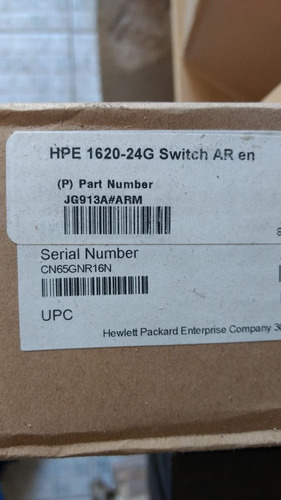 HPE 1620-24G Switch AR en
(P) Part Number
JG913A#ARM
Serial Number
CN65GNR16N
UPC
Hewlett Packard Enterprise Company